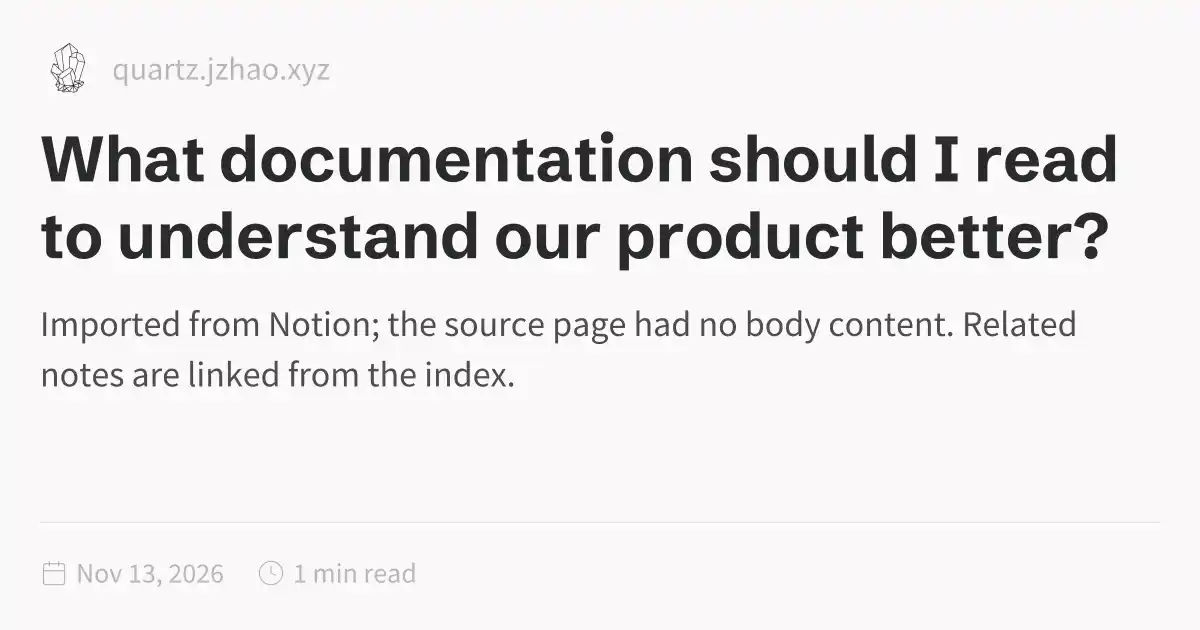 quartz.jzhao.xyz
What documentation should I read
to understand our product better?
Imported from Notion; the source page had no body content. Related
notes are linked from the index.
Nov 13, 2026 1 min read